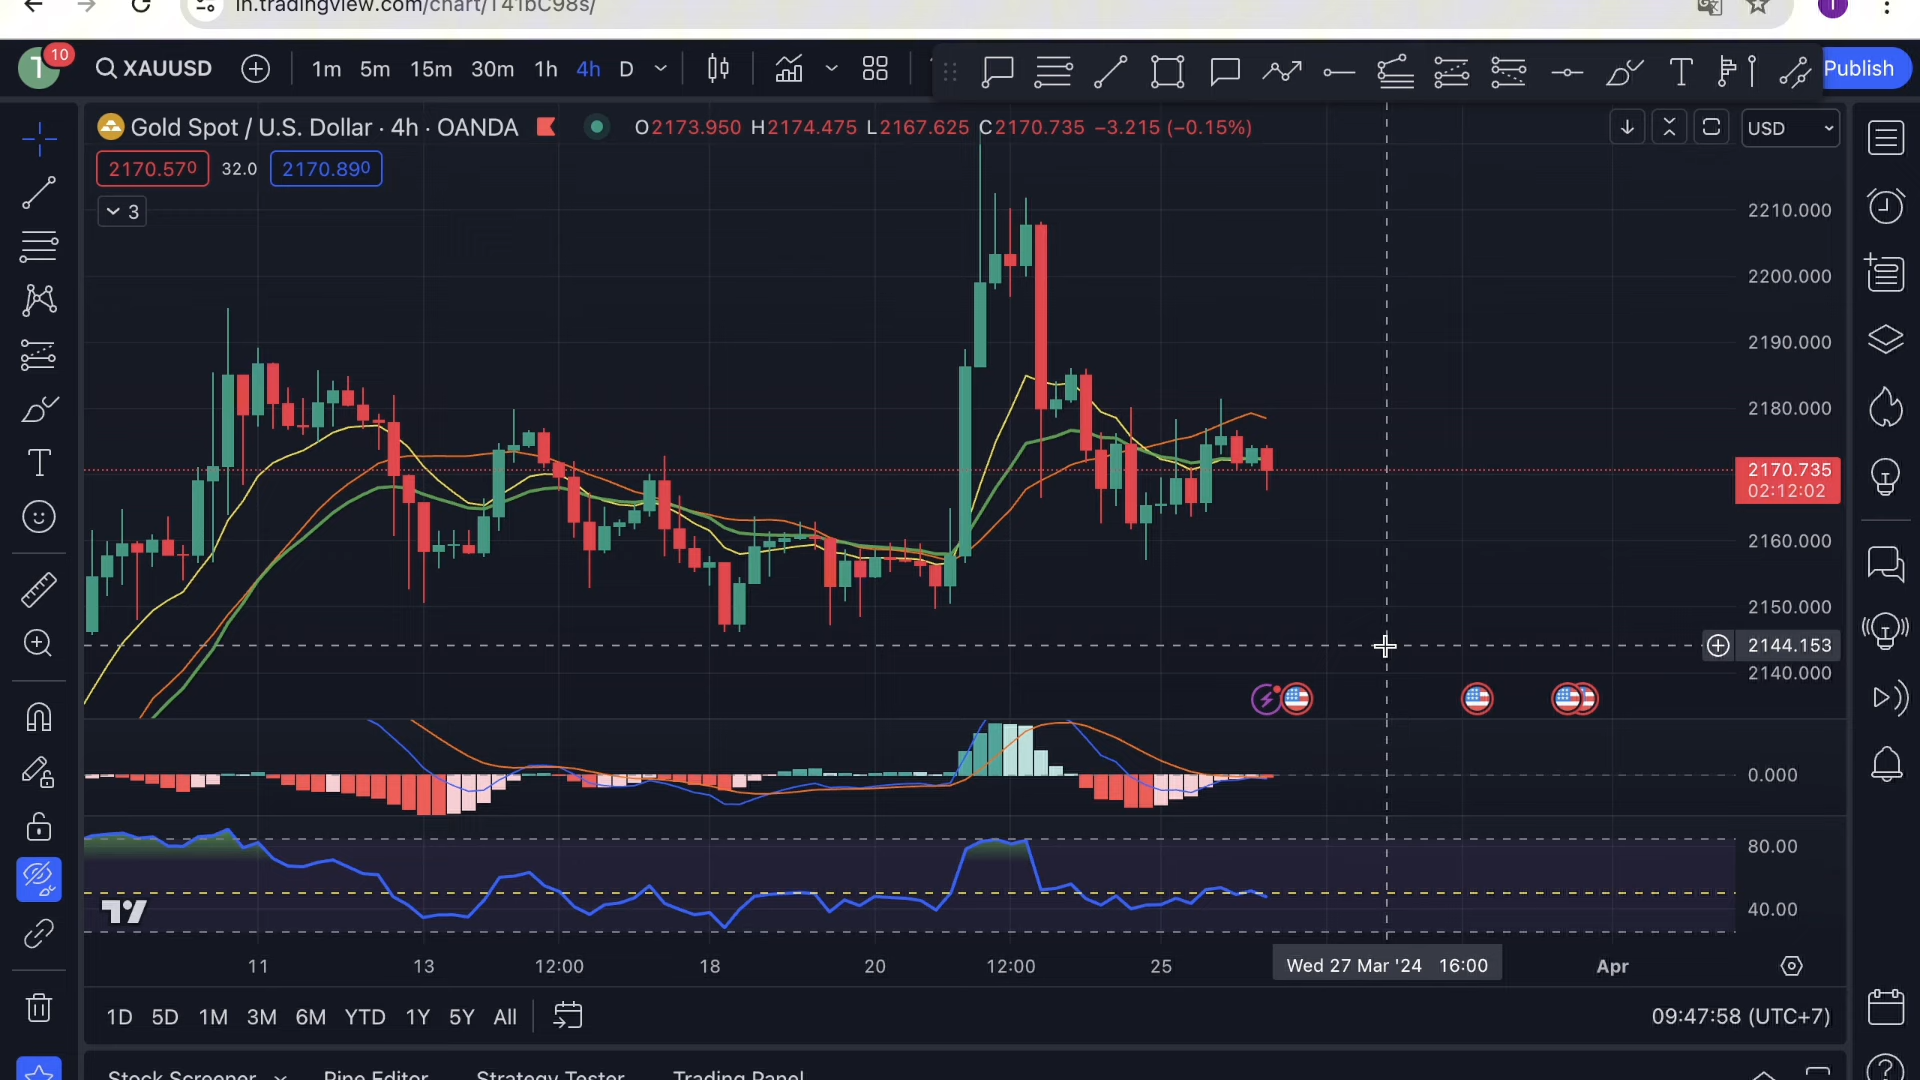 in.tradingview.com/chart/T41bC98s/
10
T XAUUSD 1m 5m 15m 30m 1h 4h D Publish
Gold Spot / U.S. Dollar · 4h · OANDA O2173.950 H2174.475 L2167.625 C2170.735 −3.215 (−0.15%) USD
2170.570 32.0 2170.890
3
2210.000
2200.000
2190.000
2180.000
2170.735
02:12:02
2160.000
2150.000
2144.153
2140.000
0.000
80.00
40.00
11 13 12:00 18 20 12:00 25 Wed 27 Mar '24 16:00 Apr
1D 5D 1M 3M 6M YTD 1Y 5Y All 09:47:58 (UTC+7)
Stock Screener Pine Editor Strategy Tester Trading Panel